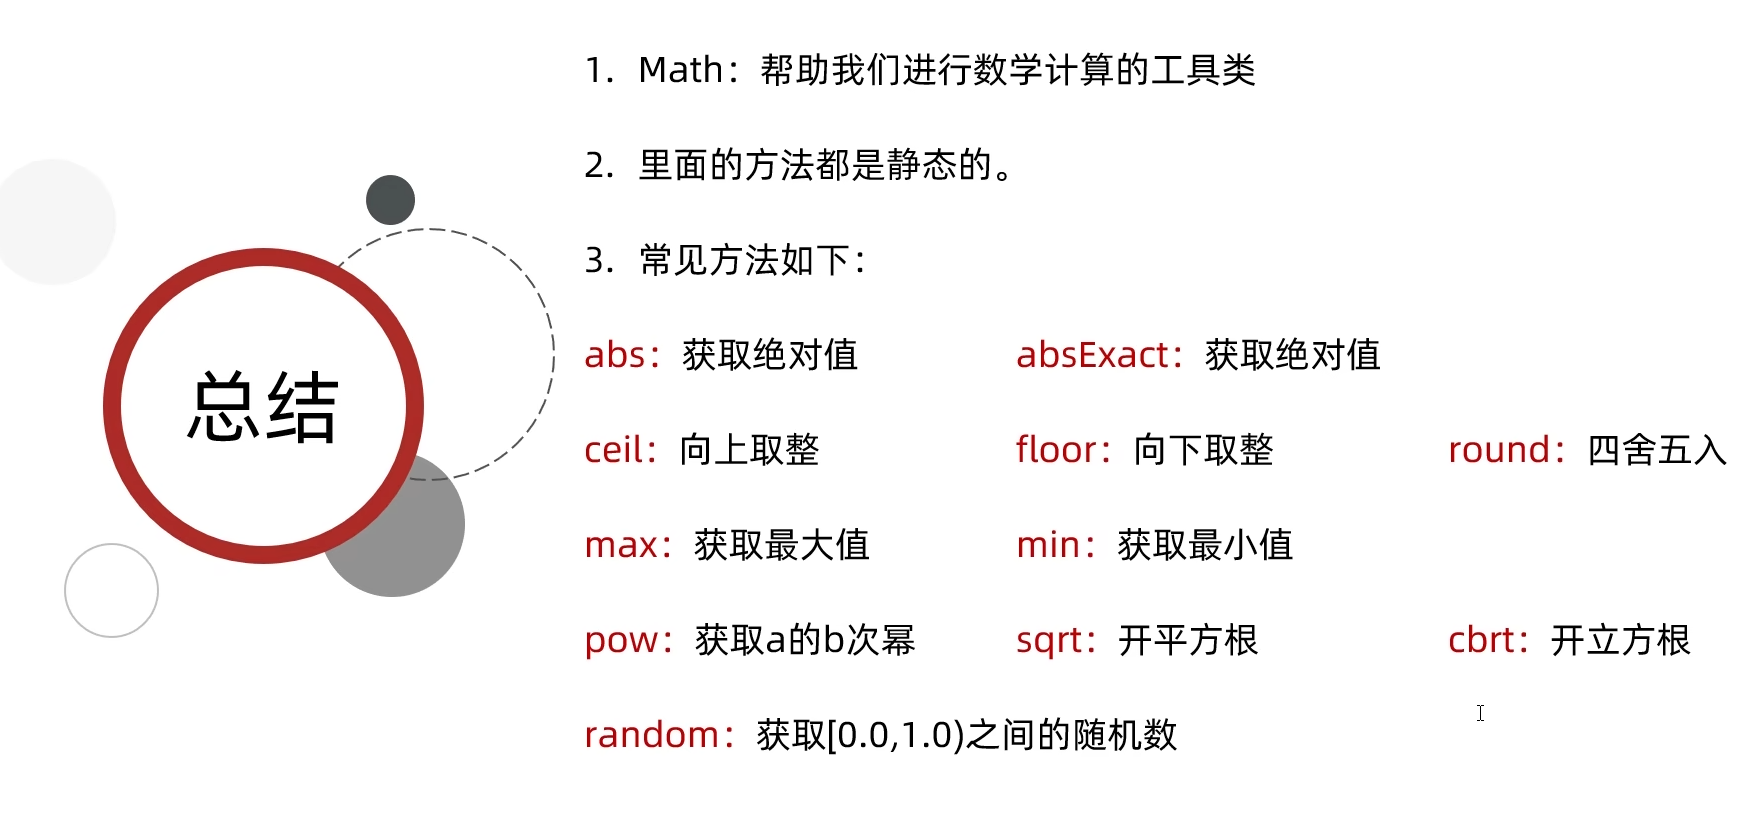 总结
1. Math：帮助我们进行数学计算的工具类
2. 里面的方法都是静态的。
3. 常见方法如下：
abs：获取绝对值 absExact：获取绝对值
ceil：向上取整 floor：向下取整 round：四舍五入
max：获取最大值 min：获取最小值
pow：获取a的b次幂 sqrt：开平方根 cbrt：开立方根
random：获取[0.0,1.0)之间的随机数